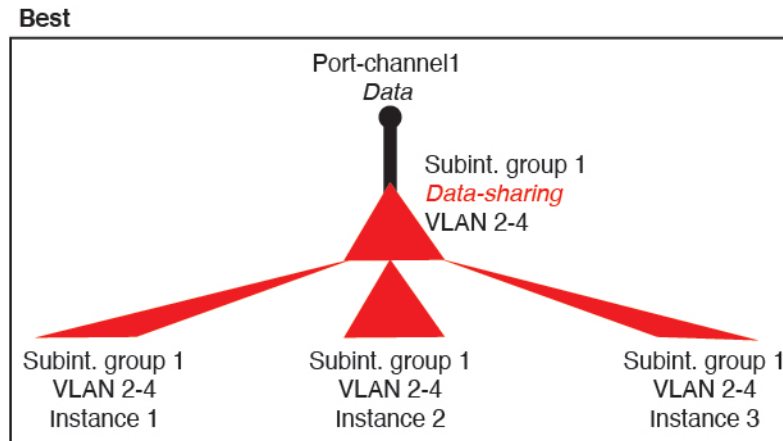 Best
Port-channel1
Data
Subint. group 1
Data-sharing
VLAN 2-4
Subint. group 1
VLAN 2-4
Instance 1
Subint. group 1
VLAN 2-4
Instance 2
Subint. group 1
VLAN 2-4
Instance 3